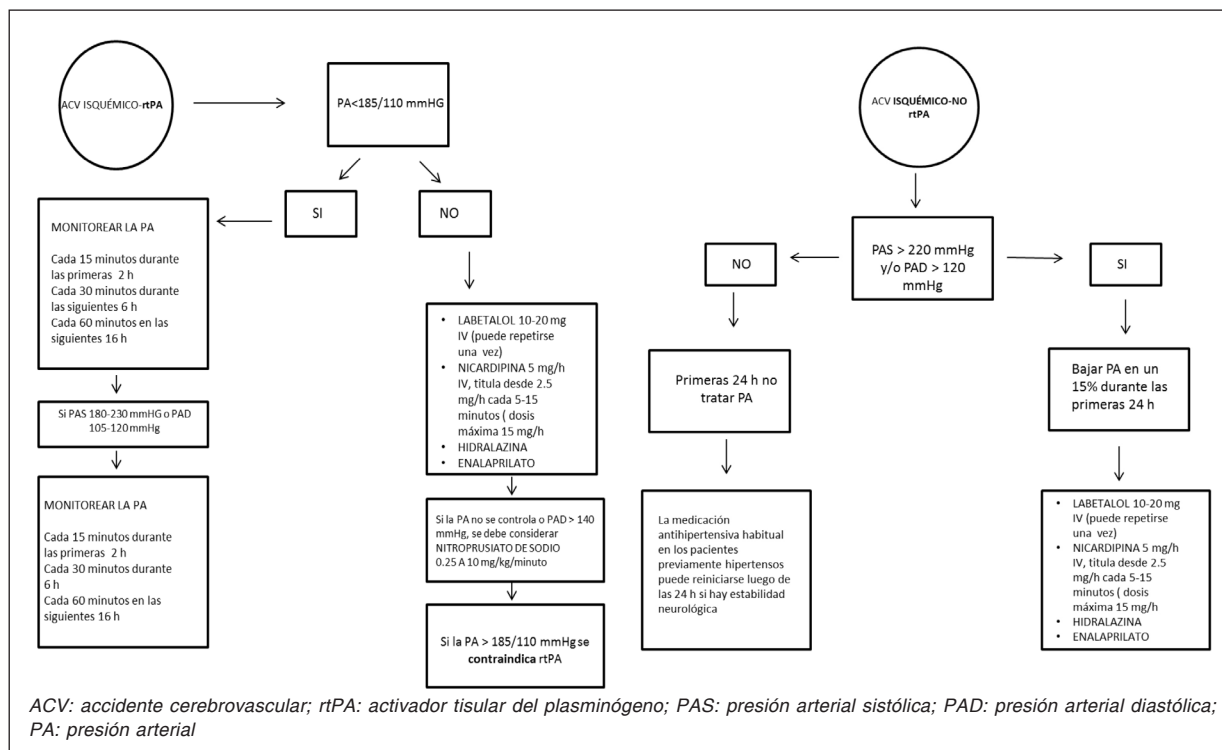 ACV ISQUÉMICO-rtPA
PA<185/110 mmHG
SI
NO
MONITOREAR LA PA
Cada 15 minutos durante
las primeras 2 h
Cada 30 minutos durante
las siguientes 6 h
Cada 60 minutos en las
siguientes 16 h
Si PAS 180-230 mmHG o PAD
105-120 mmHg
MONITOREAR LA PA
Cada 15 minutos durante
las primeras 2 h
Cada 30 minutos durante
6 h
Cada 60 minutos en las
siguientes 16 h
• LABETALOL 10-20 mg
IV (puede repetirse
una vez)
• NICARDIPINA 5 mg/h
IV, titula desde 2.5
mg/h cada 5-15
minutos ( dosis
máxima 15 mg/h
• HIDRALAZINA
• ENALAPRILATO
Si la PA no se controla o PAD > 140
mmHg, se debe considerar
NITROPRUSIATO DE SODIO
0.25 A 10 mg/kg/minuto
Si la PA > 185/110 mmHg se
contraindica rtPA
ACV ISQUÉMICO-NO
rtPA
PAS > 220 mmHg
y/o PAD > 120
mmHg
NO
SI
Primeras 24 h no
tratar PA
La medicación
antihipertensiva habitual
en los pacientes
previamente hipertensos
puede reiniciarse luego de
las 24 h si hay estabilidad
neurológica
Bajar PA en un
15% durante las
primeras 24 h
• LABETALOL 10-20 mg
IV (puede repetirse
una vez)
• NICARDIPINA 5 mg/h
IV, titula desde 2.5
mg/h cada 5-15
minutos ( dosis
máxima 15 mg/h
• HIDRALAZINA
• ENALAPRILATO
ACV: accidente cerebrovascular; rtPA: activador tisular del plasminógeno; PAS: presión arterial sistólica; PAD: presión arterial diastólica;
PA: presión arterial